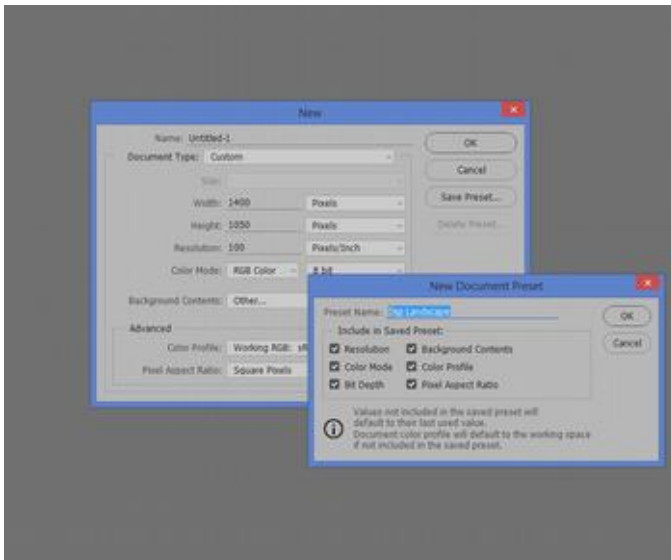 New
Name: Untitled-1
OK
Document Type: Custom
Cancel
Size:
Save Preset...
Width: 1400 Pixels
Delete Preset...
Height: 1050 Pixels
Resolution: 100 Pixels/Inch
Color Mode: RGB Color 8 bit
Background Contents: Other...
Advanced
Color Profile: Working RGB:
Pixel Aspect Ratio: Square Pixels
New Document Preset
Preset Name: Landscape
OK
Include in Saved Preset:
Cancel
Resolution Background Contents
Color Mode Color Profile
Bit Depth Pixel Aspect Ratio
Values not included in the saved preset will
default to their last used value.
Document color profile will default to the working space
if not included in the saved preset.